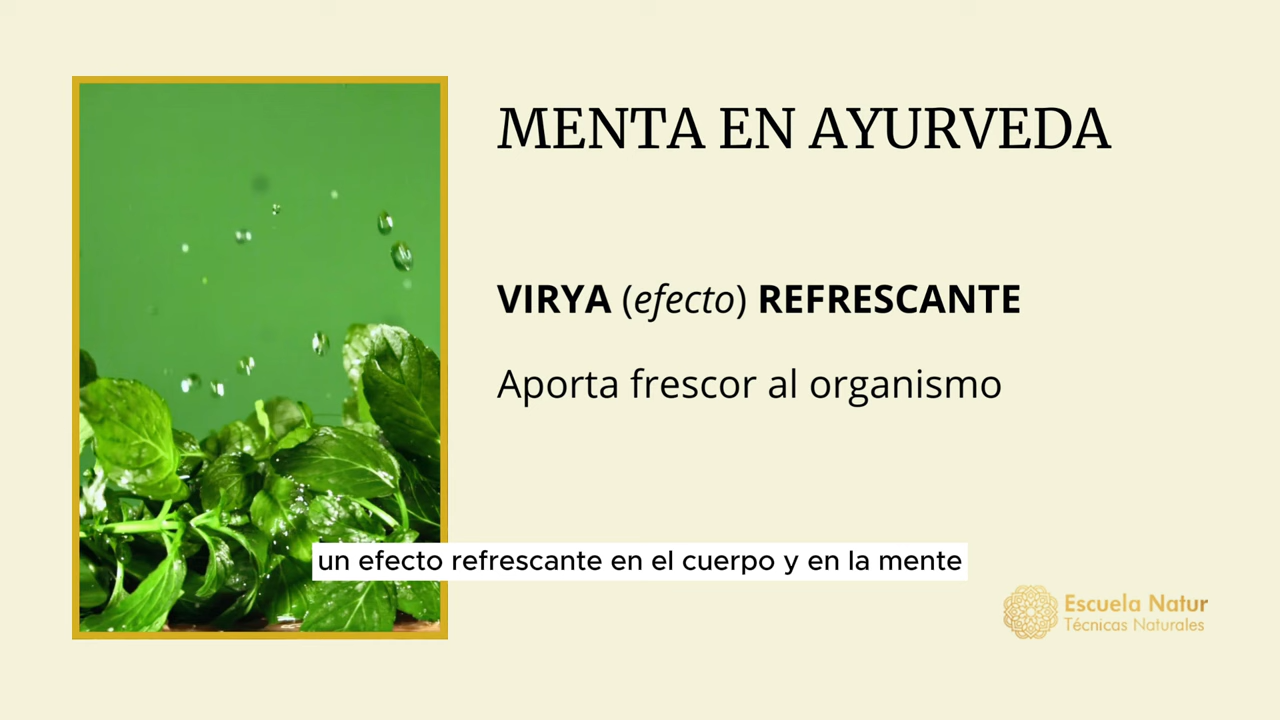 MENTA EN AYURVEDA
VIRYA (efecto) REFRESCANTE
Aporta frescor al organismo
un efecto refrescante en el cuerpo y en la mente
Escuela Natur
Técnicas Naturales